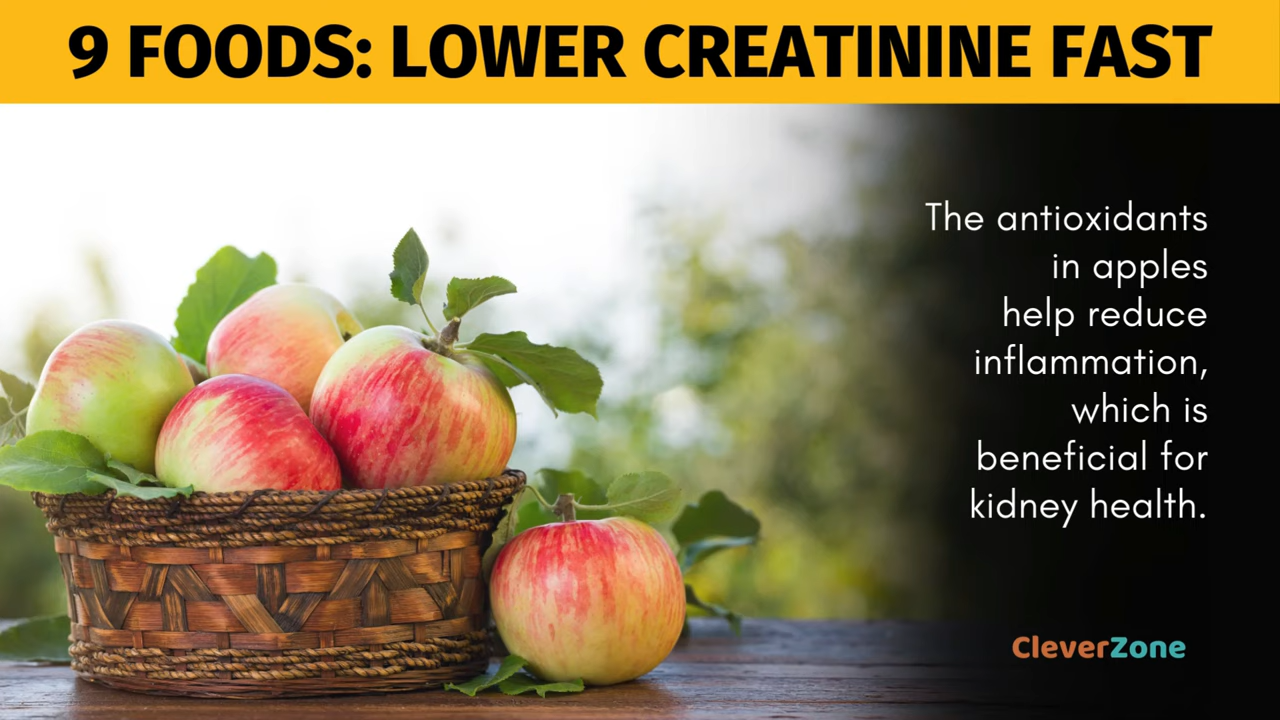 9 FOODS: LOWER CREATININE FAST
The antioxidants
in apples
help reduce
inflammation,
which is
beneficial for
kidney health.
CleverZone